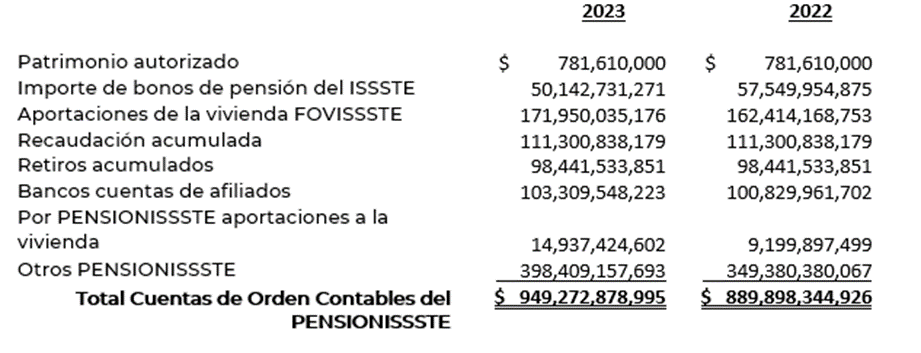 2023 2022
Patrimonio autorizado $ 781,610,000 $ 781,610,000
Importe de bonos de pensión del ISSSTE 50,142,731,271 57,549,954,875
Aportaciones de la vivienda FOVISSSTE 171,950,035,176 162,414,168,753
Recaudación acumulada 111,300,838,179 111,300,838,179
Retiros acumulados 98,441,533,851 98,441,533,851
Bancos cuentas de afiliados 103,309,548,223 100,829,961,702
Por PENSIONISSSTE aportaciones a la
vivienda 14,937,424,602 9,199,897,499
Otros PENSIONISSSTE 398,409,157,693 349,380,380,067
Total Cuentas de Orden Contables del $ 949,272,878,995 $ 889,898,344,926
PENSIONISSSTE